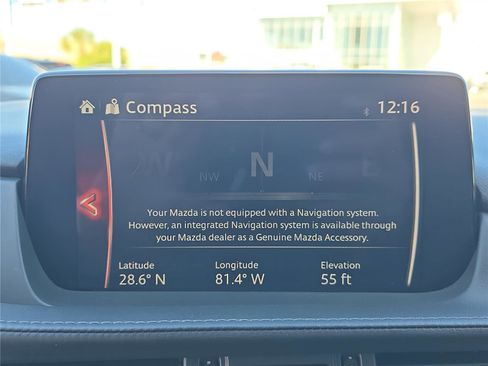 Compass
12:16
W NW N NE E
Your Mazda is not equipped with a Navigation system.
However, an integrated Navigation system is available through
your Mazda dealer as a Genuine Mazda Accessory.
Latitude Longitude Elevation
28.6° N 81.4° W 55 ft